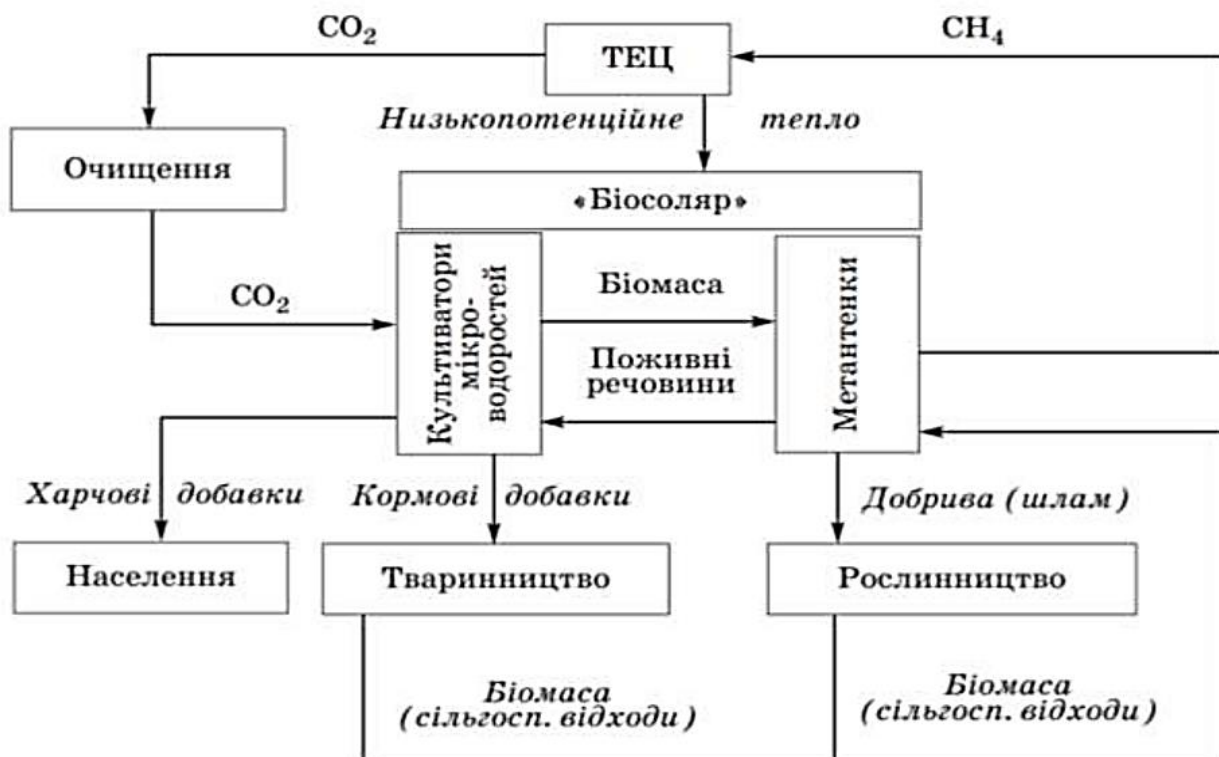 CO₂
CH₄
ТЕЦ
Низькопотенційне тепло
Очищення
«Біосоляр»
CO₂
Культиватори
мікро-
водоростей
Біомаса
Поживні
речовини
Метантенки
Харчові добавки
Кормові добавки
Добрива (шлам)
Населення
Тваринництво
Рослинництво
Біомаса
(сільгосп. відходи)
Біомаса
(сільгосп. відходи)